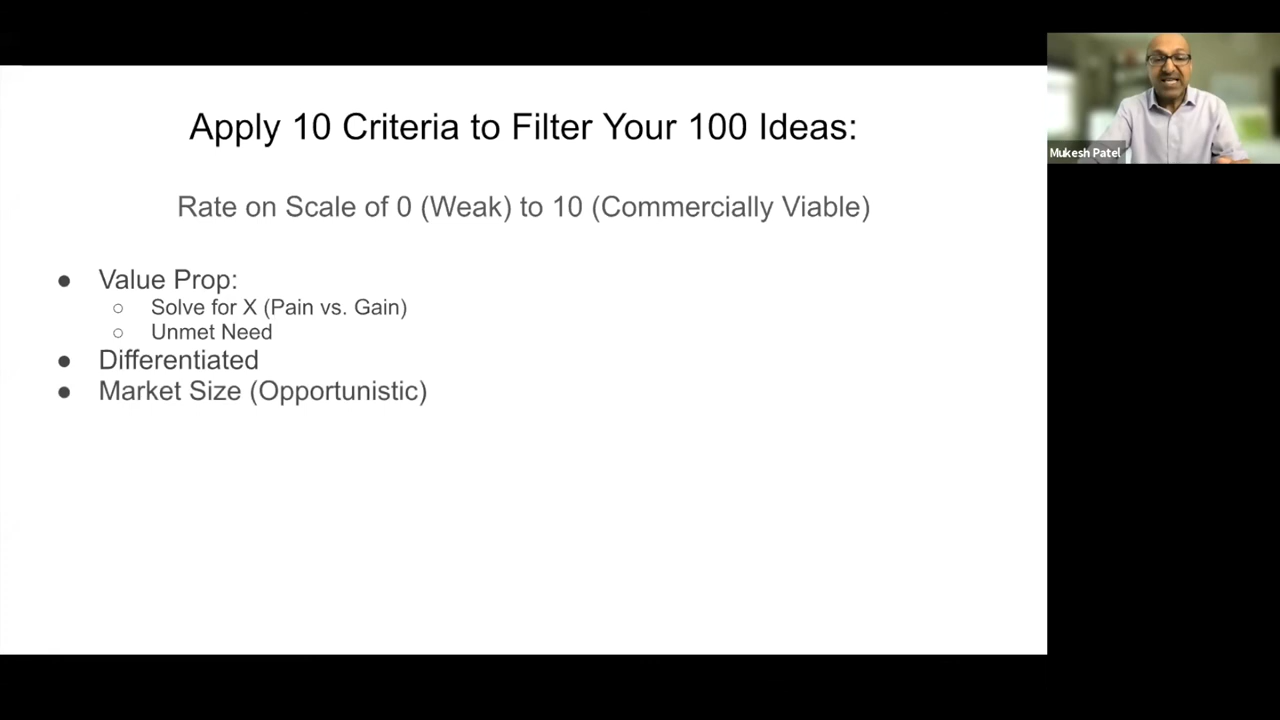 Apply 10 Criteria to Filter Your 100 Ideas:
Rate on Scale of 0 (Weak) to 10 (Commercially Viable)
● Value Prop:
○ Solve for X (Pain vs. Gain)
○ Unmet Need
● Differentiated
● Market Size (Opportunistic)
Mukesh Patel